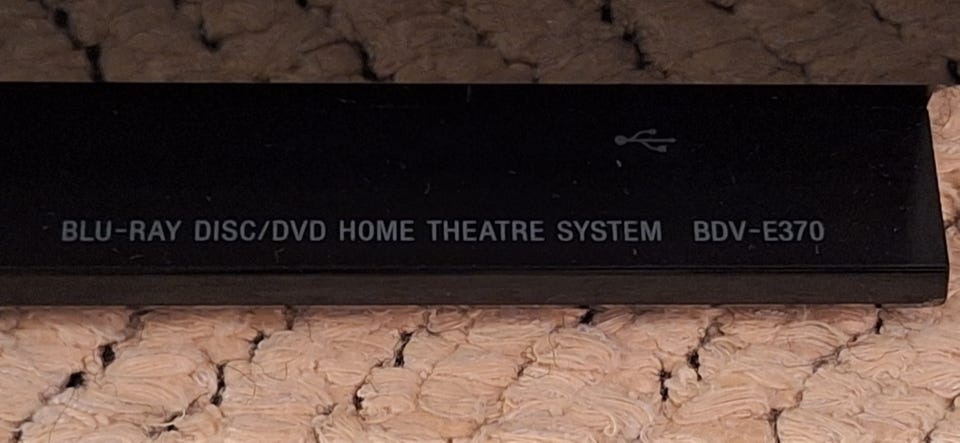 BLU-RAY DISC/DVD HOME THEATRE SYSTEM BDV-E370